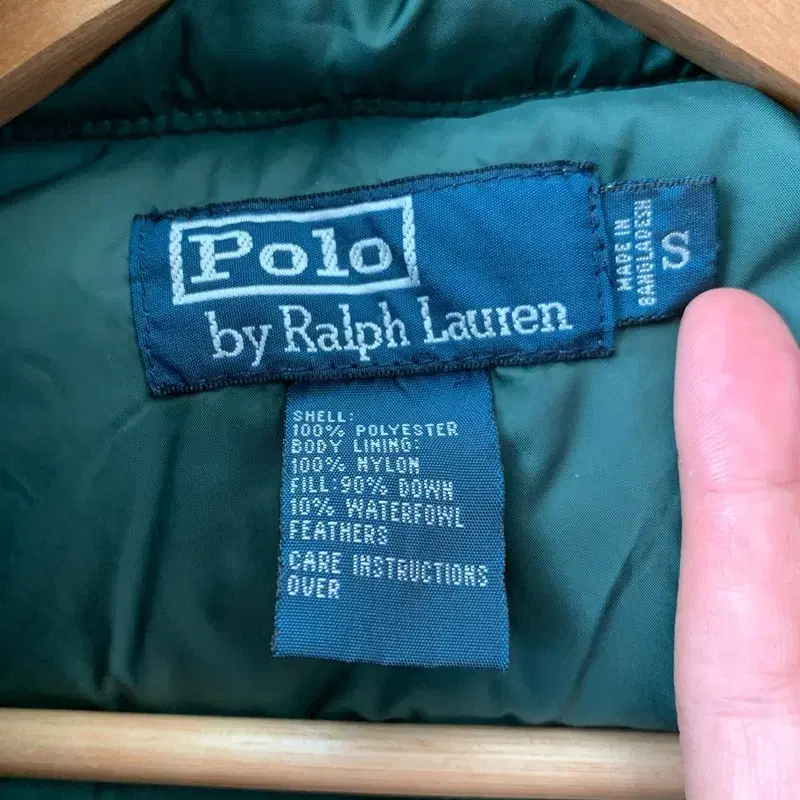 Polo
by Ralph Lauren
MADE IN
BANGLADESH
S
SHELL:
100% POLYESTER
BODY LINING:
100% NYLON
FILL:90% DOWN
10% WATERFOWL
FEATHERS
CARE INSTRUCTIONS
OVER